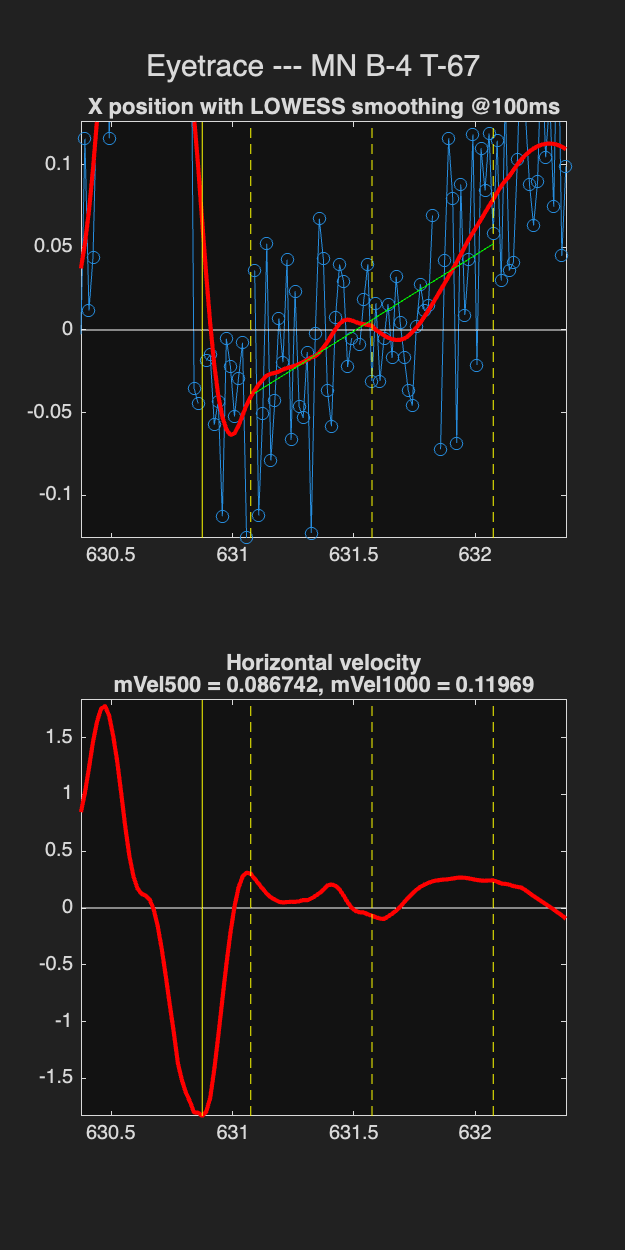 Eyetrace --- MN B-4 T-67
X position with LOWESS smoothing @100ms
0.1
0.05
0
-0.05
-0.1
630.5 631 631.5 632
Horizontal velocity
mVel500 = 0.086742, mVel1000 = 0.11969
1.5
1
0.5
0
-0.5
-1
-1.5
630.5 631 631.5 632